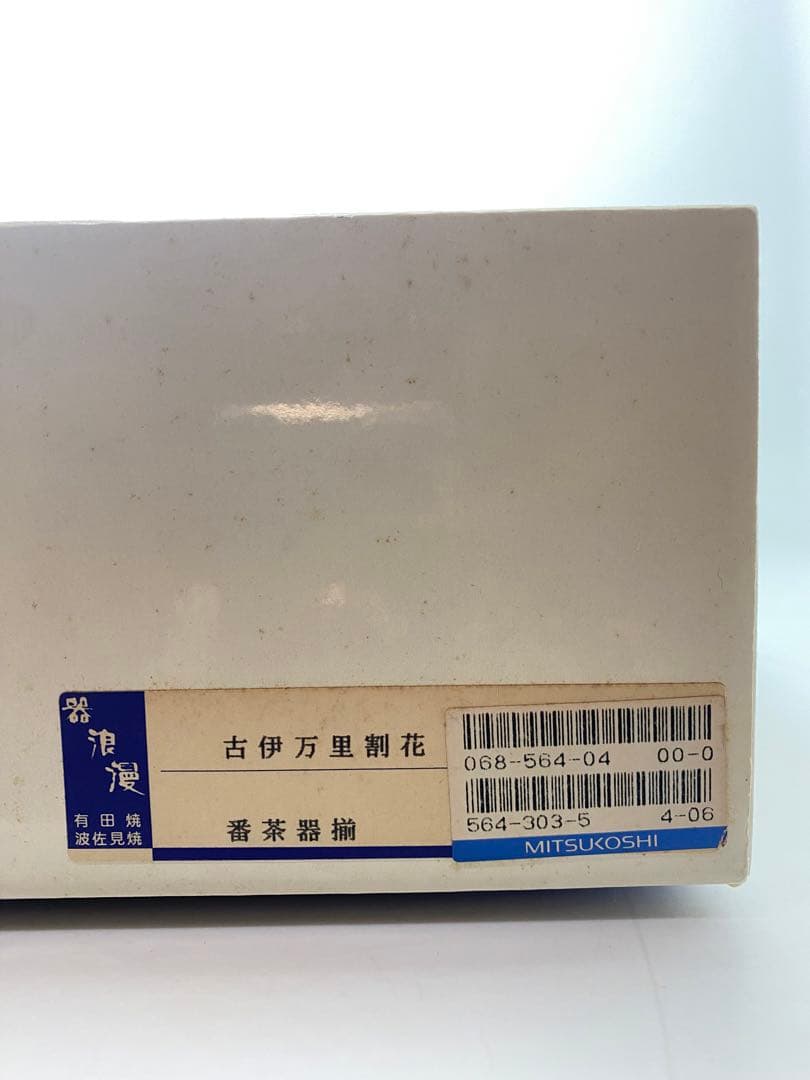 器
浪
漫
有田焼
波佐見焼
古伊万里割花
番茶器揃
068-564-04 00-0
564-303-5 4-06
MITSUKOSHI